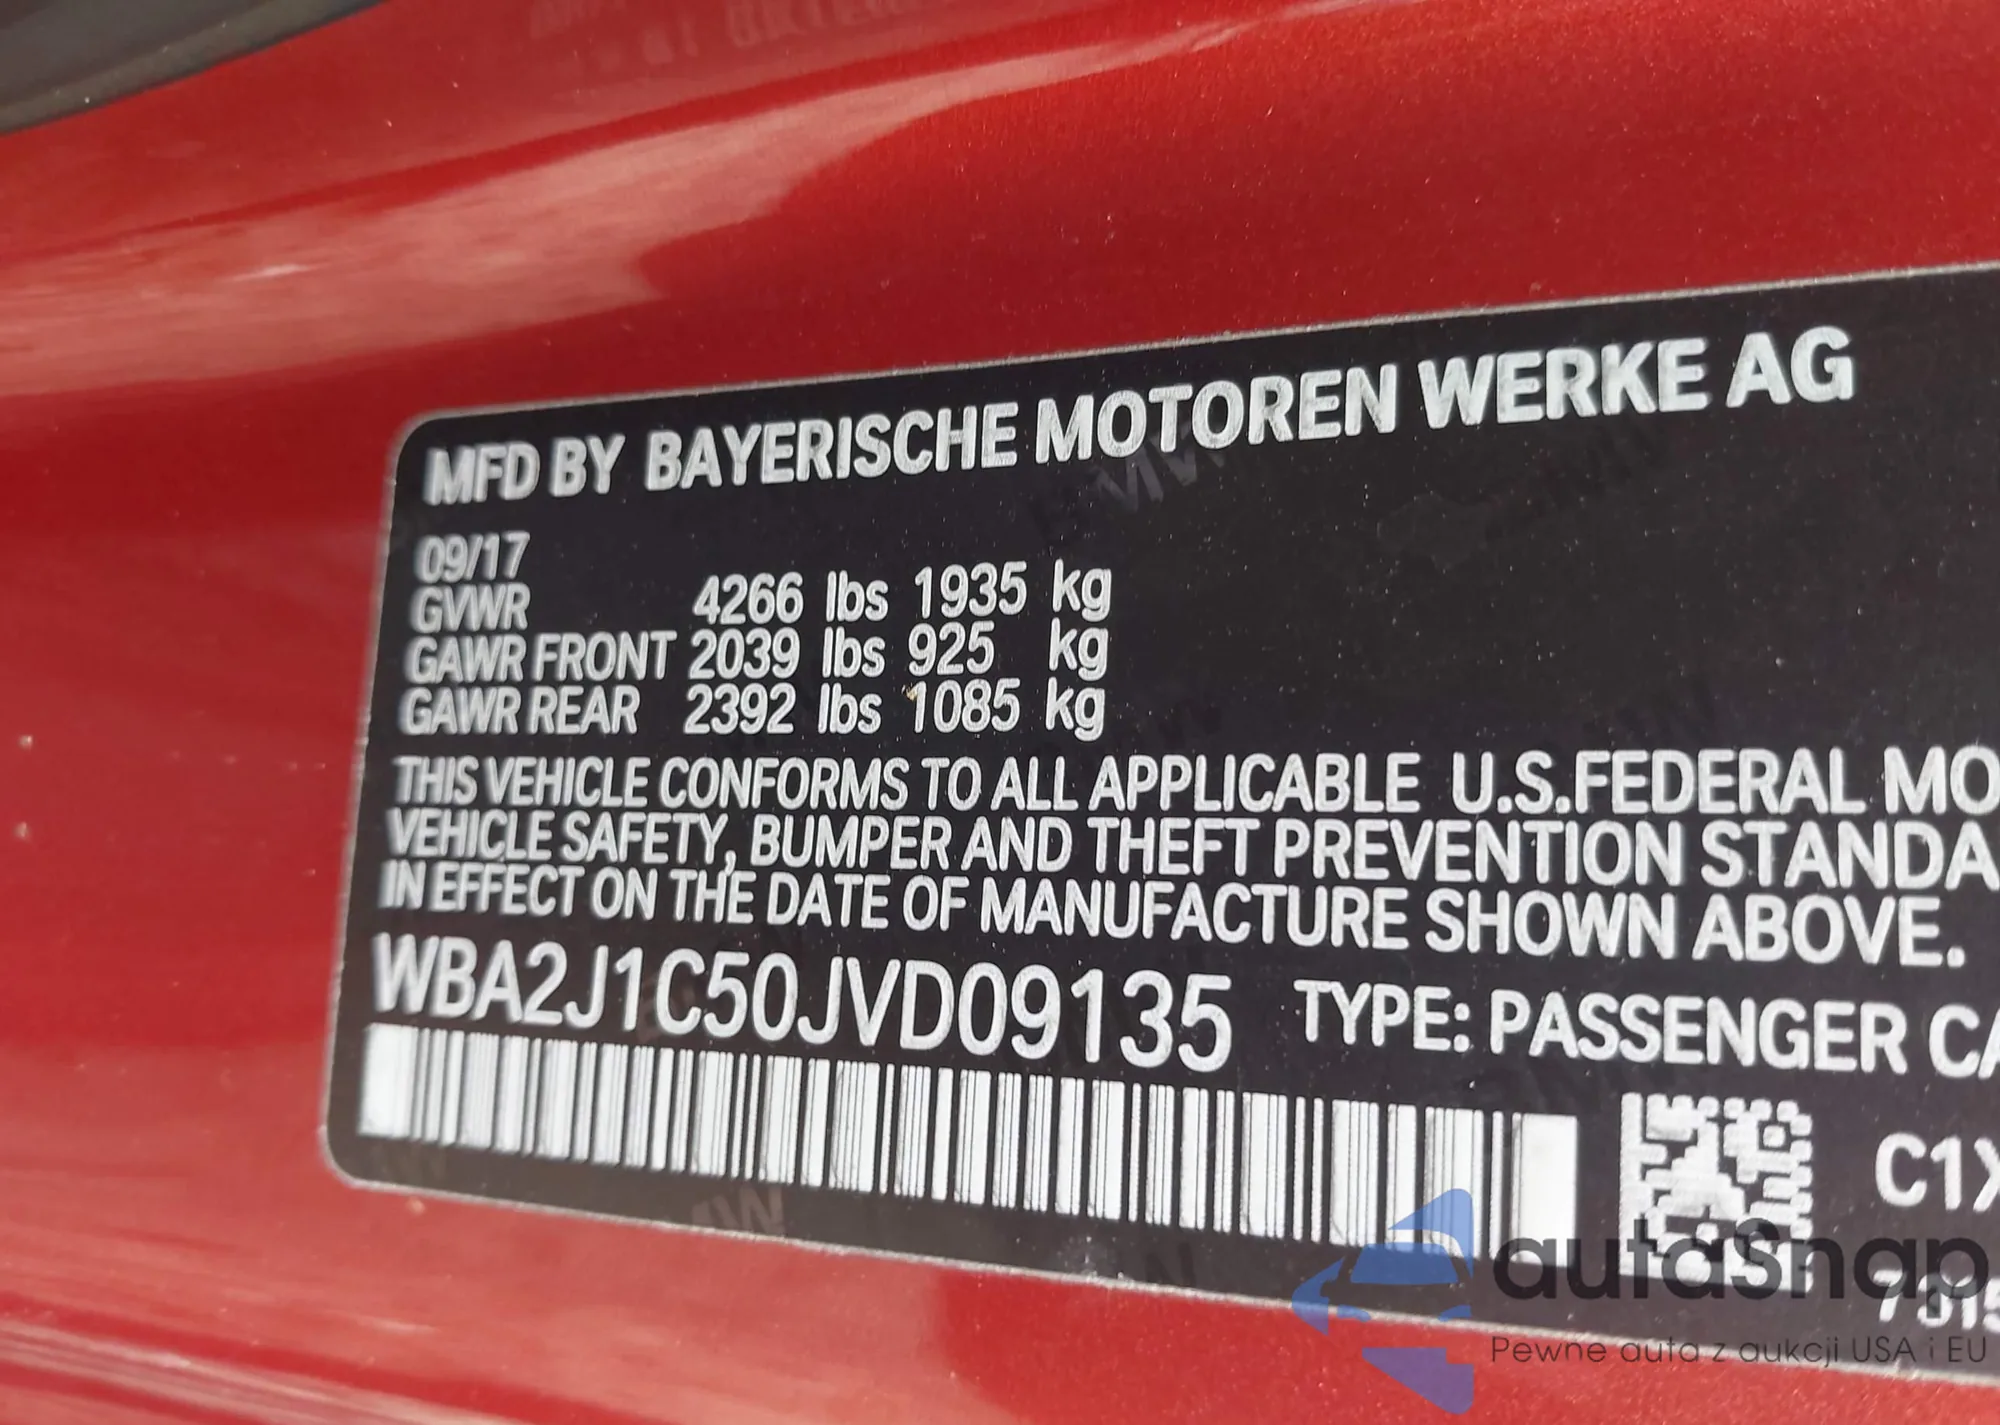 MFD BY BAYERISCHE MOTOREN WERKE AG
09/17
GVWR 4266 lbs 1935 kg
GAWR FRONT 2039 lbs 925 kg
GAWR REAR 2392 lbs 1085 kg
THIS VEHICLE CONFORMS TO ALL APPLICABLE U.S.FEDERAL MO
VEHICLE SAFETY, BUMPER AND THEFT PREVENTION STANDA
IN EFFECT ON THE DATE OF MANUFACTURE SHOWN ABOVE.
WBA2J1C50JVD09135 TYPE: PASSENGER CA
C1X
autasnap
Pewne auta z aukcji USA i EU